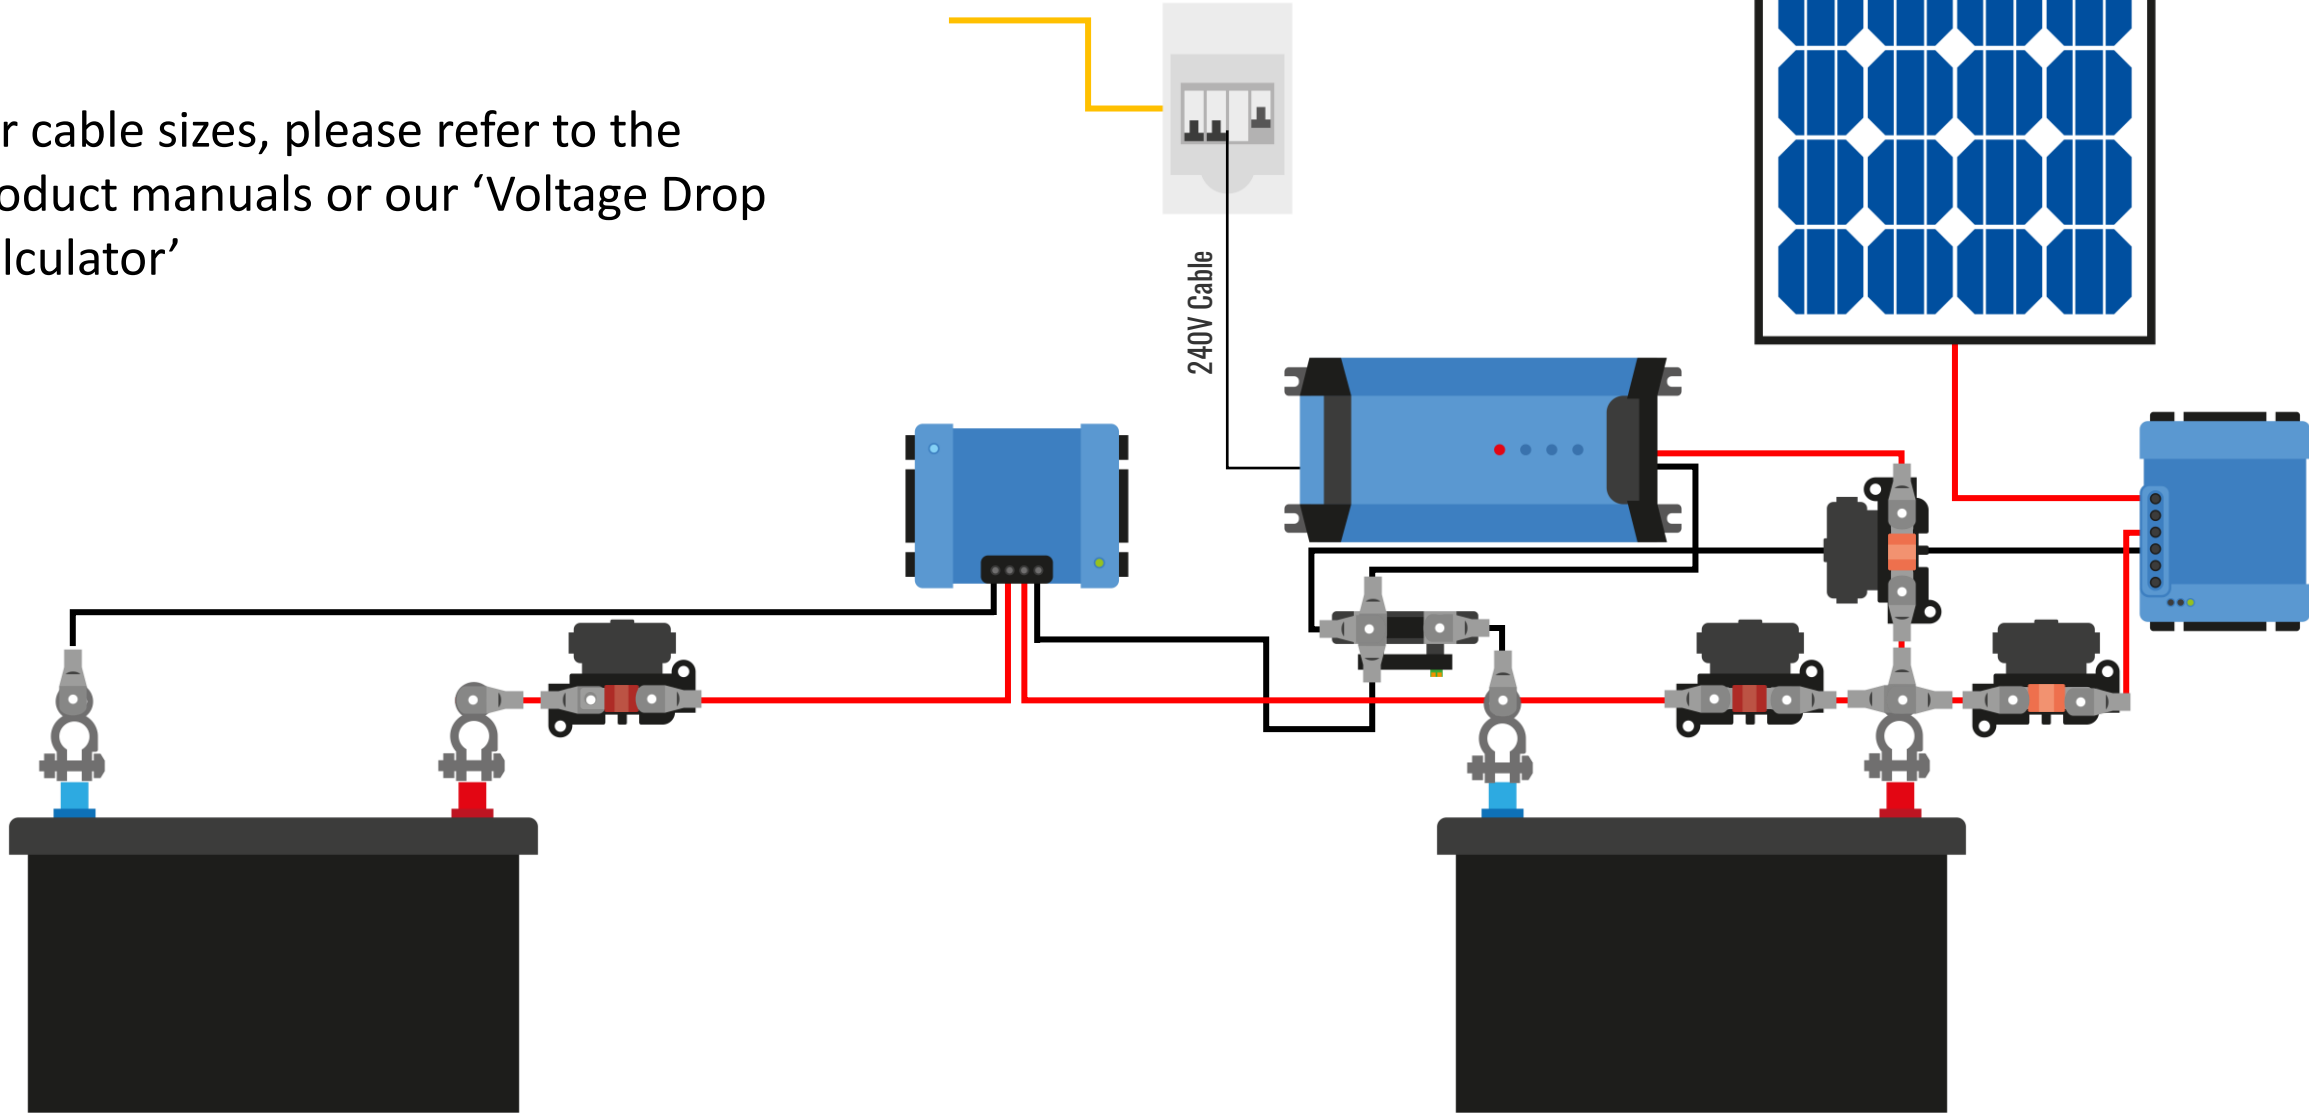 r cable sizes, please refer to the
oduct manuals or our ‘Voltage Drop
lculator’
240V Cable